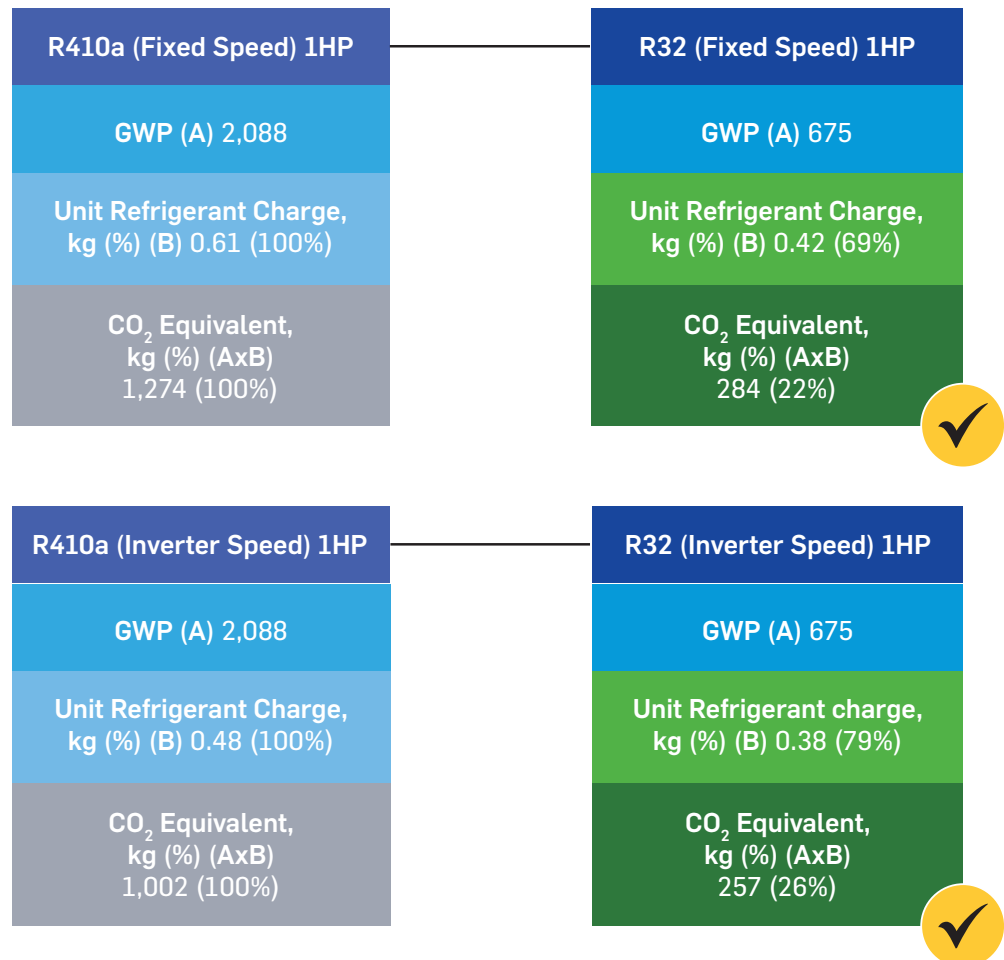 R410a (Fixed Speed) 1HP
GWP (A) 2,088
Unit Refrigerant Charge,
kg (%) (B) 0.61 (100%)
CO₂ Equivalent,
kg (%) (AxB)
1,274 (100%)
R32 (Fixed Speed) 1HP
GWP (A) 675
Unit Refrigerant Charge,
kg (%) (B) 0.42 (69%)
CO₂ Equivalent,
kg (%) (AxB)
284 (22%)
R410a (Inverter Speed) 1HP
GWP (A) 2,088
Unit Refrigerant Charge,
kg (%) (B) 0.48 (100%)
CO₂ Equivalent,
kg (%) (AxB)
1,002 (100%)
R32 (Inverter Speed) 1HP
GWP (A) 675
Unit Refrigerant charge,
kg (%) (B) 0.38 (79%)
CO₂ Equivalent,
kg (%) (AxB)
257 (26%)